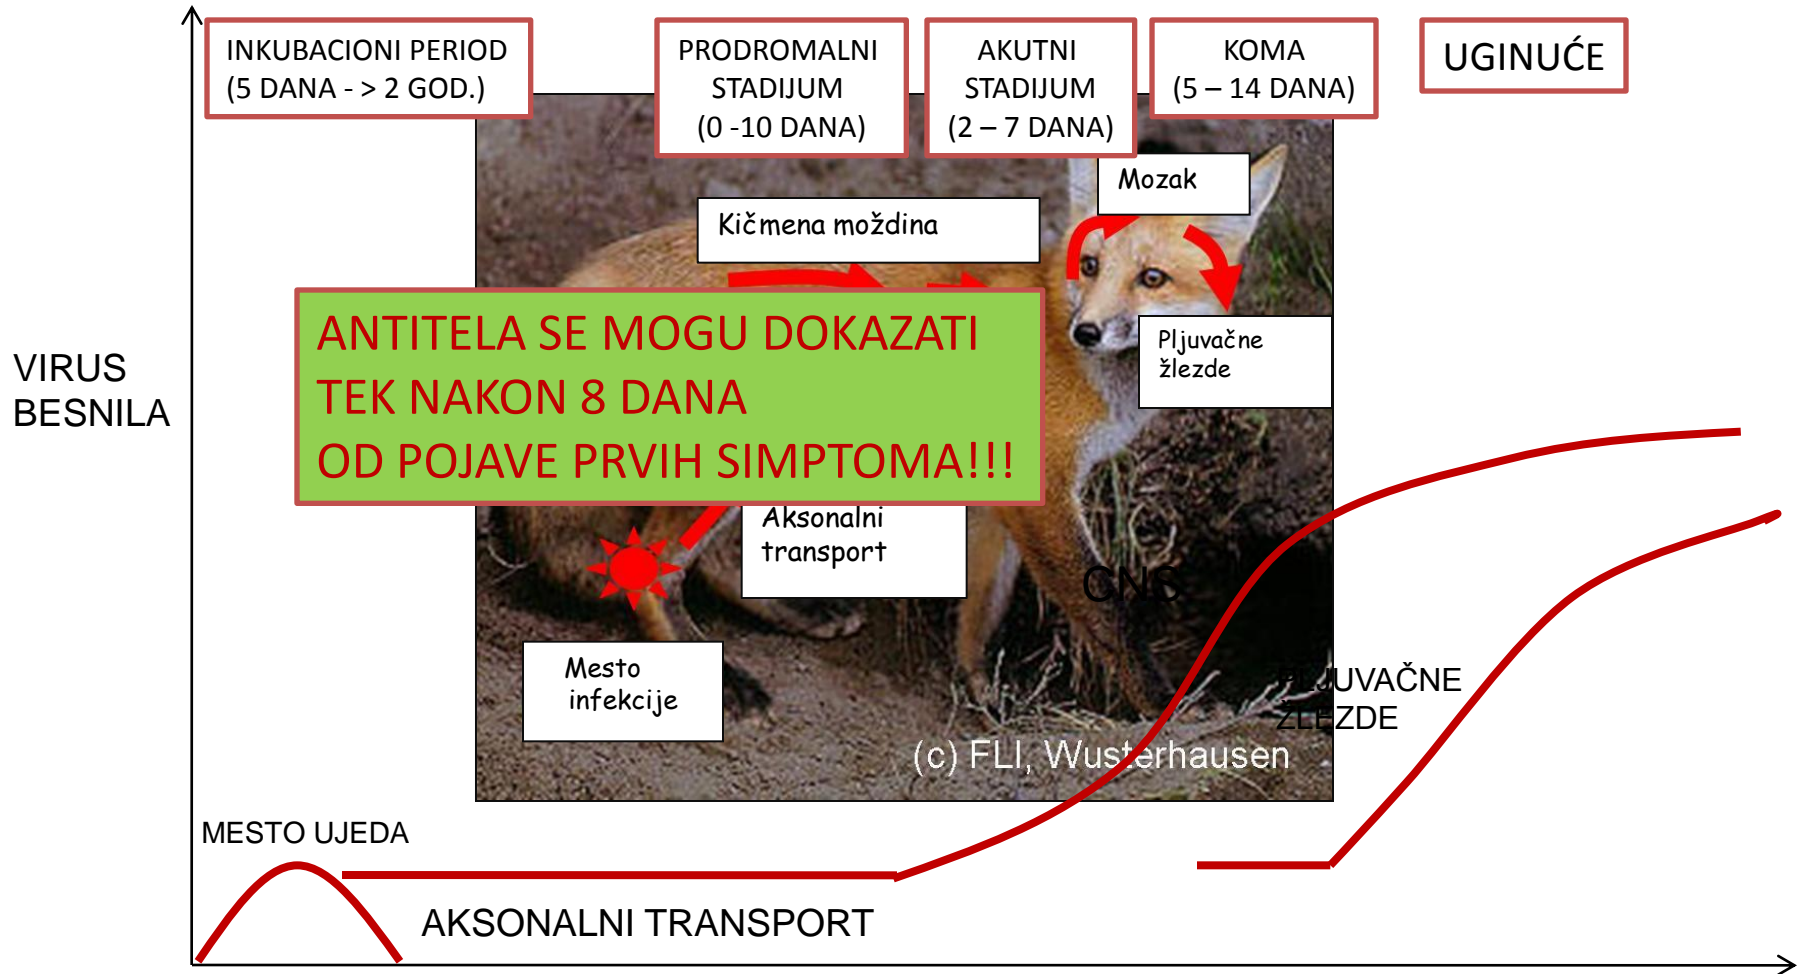 INKUBACIONI PERIOD
(5 DANA - > 2 GOD.)
PRODROMALNI
STADIJUM
(0 -10 DANA)
AKUTNI
STADIJUM
(2 – 7 DANA)
KOMA
(5 – 14 DANA)
UGINUĆE
Mozak
Kičmena moždina
ANTITELA SE MOGU DOKAZATI
TEK NAKON 8 DANA
OD POJAVE PRVIH SIMPTOMA!!!
Pljuvačne
žlezde
VIRUS
BESNILA
Aksonalni
transport
CNS
Mesto
infekcije
PLJUVAČNE
ŽLEZDE
(c) FLI, Wusterhausen
MESTO UJEDA
AKSONALNI TRANSPORT